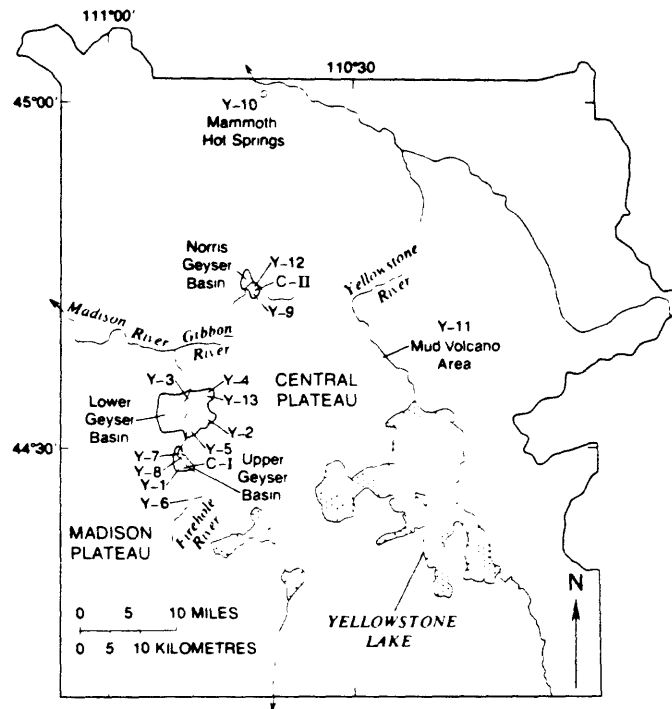 111°00'
110°30
45°00'
Y-10
Mammoth
Hot Springs
Norris
Geyser
Basin
Y-12
C-II
Y-9
Yellowstone
River
Madison River
Gibbon
River
Y-11
Mud Volcano
Area
Y-3
Y-4
Y-13
CENTRAL
PLATEAU
Lower
Geyser
Basin
Y-2
44°30'
Y-7
Y-5
Y-8
C-I
Upper
Geyser
Basin
Y-1
Y-6
Firehole
River
MADISON
PLATEAU
0 5 10 MILES
0 5 10 KILOMETRES
YELLOWSTONE
LAKE
N